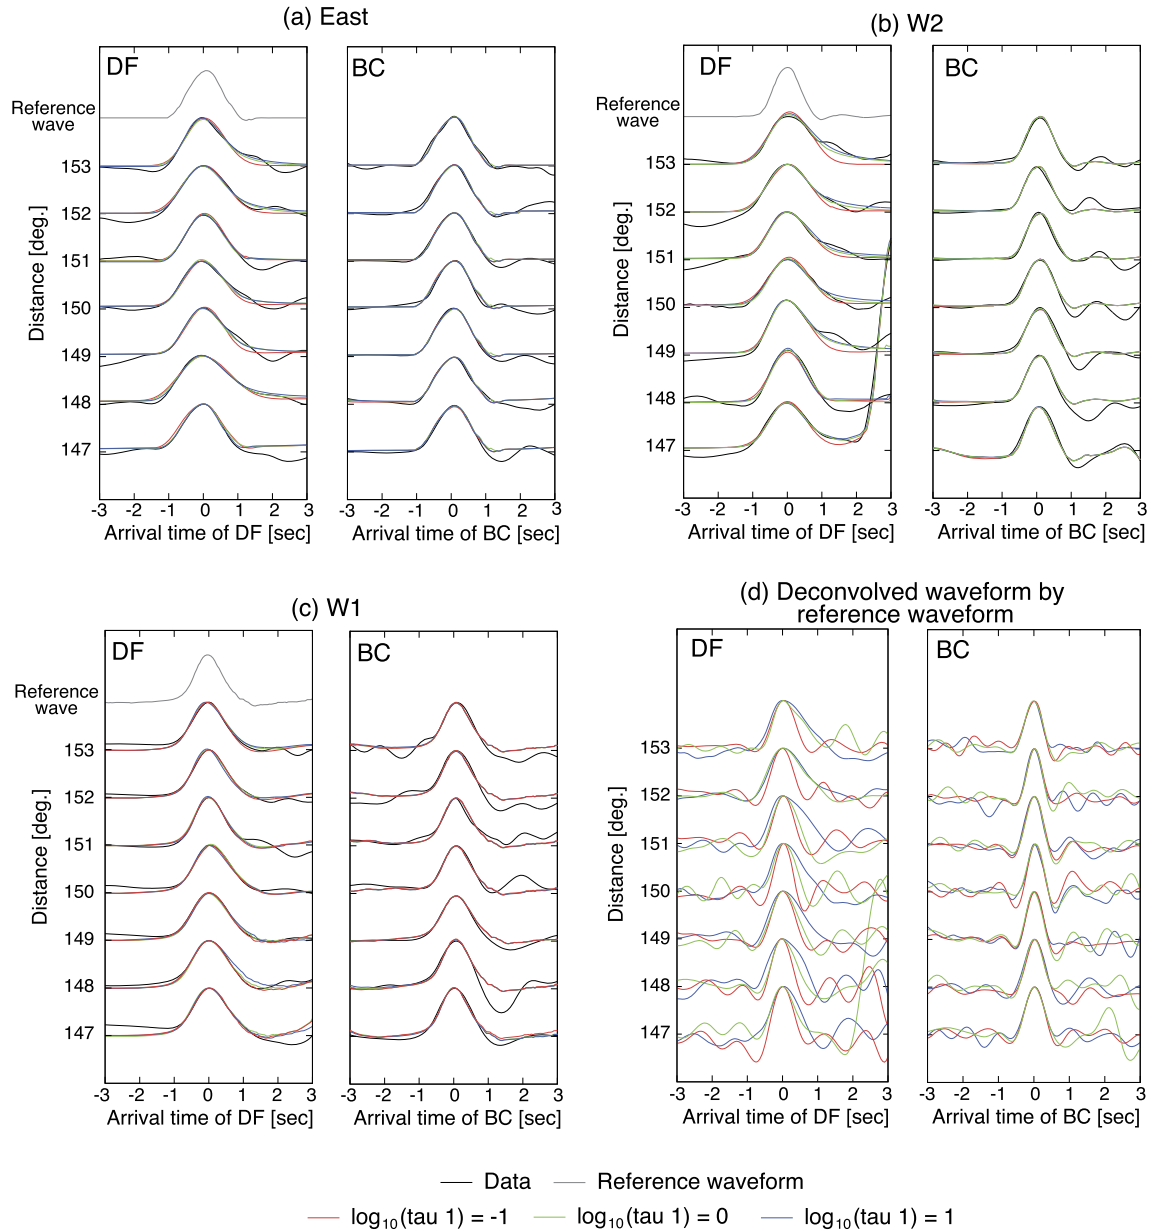 (a) East
DF
BC
Reference
wave
153
152
151
150
149
148
147
Distance [deg.]
-3 -2 -1 0 1 2 3
Arrival time of DF [sec]
-3 -2 -1 0 1 2 3
Arrival time of BC [sec]
(b) W2
DF
BC
Reference
wave
153
152
151
150
149
148
147
Distance [deg.]
-3 -2 -1 0 1 2 3
Arrival time of DF [sec]
-3 -2 -1 0 1 2 3
Arrival time of BC [sec]
(c) W1
DF
BC
Reference
wave
153
152
151
150
149
148
147
Distance [deg.]
-3 -2 -1 0 1 2 3
Arrival time of DF [sec]
-3 -2 -1 0 1 2 3
Arrival time of BC [sec]
(d) Deconvolved waveform by
reference waveform
DF
BC
153
152
151
150
149
148
147
Distance [deg.]
-3 -2 -1 0 1 2 3
Arrival time of DF [sec]
-3 -2 -1 0 1 2 3
Arrival time of BC [sec]
Data Reference waveform
log10(tau 1) = -1 log10(tau 1) = 0 log10(tau 1) = 1